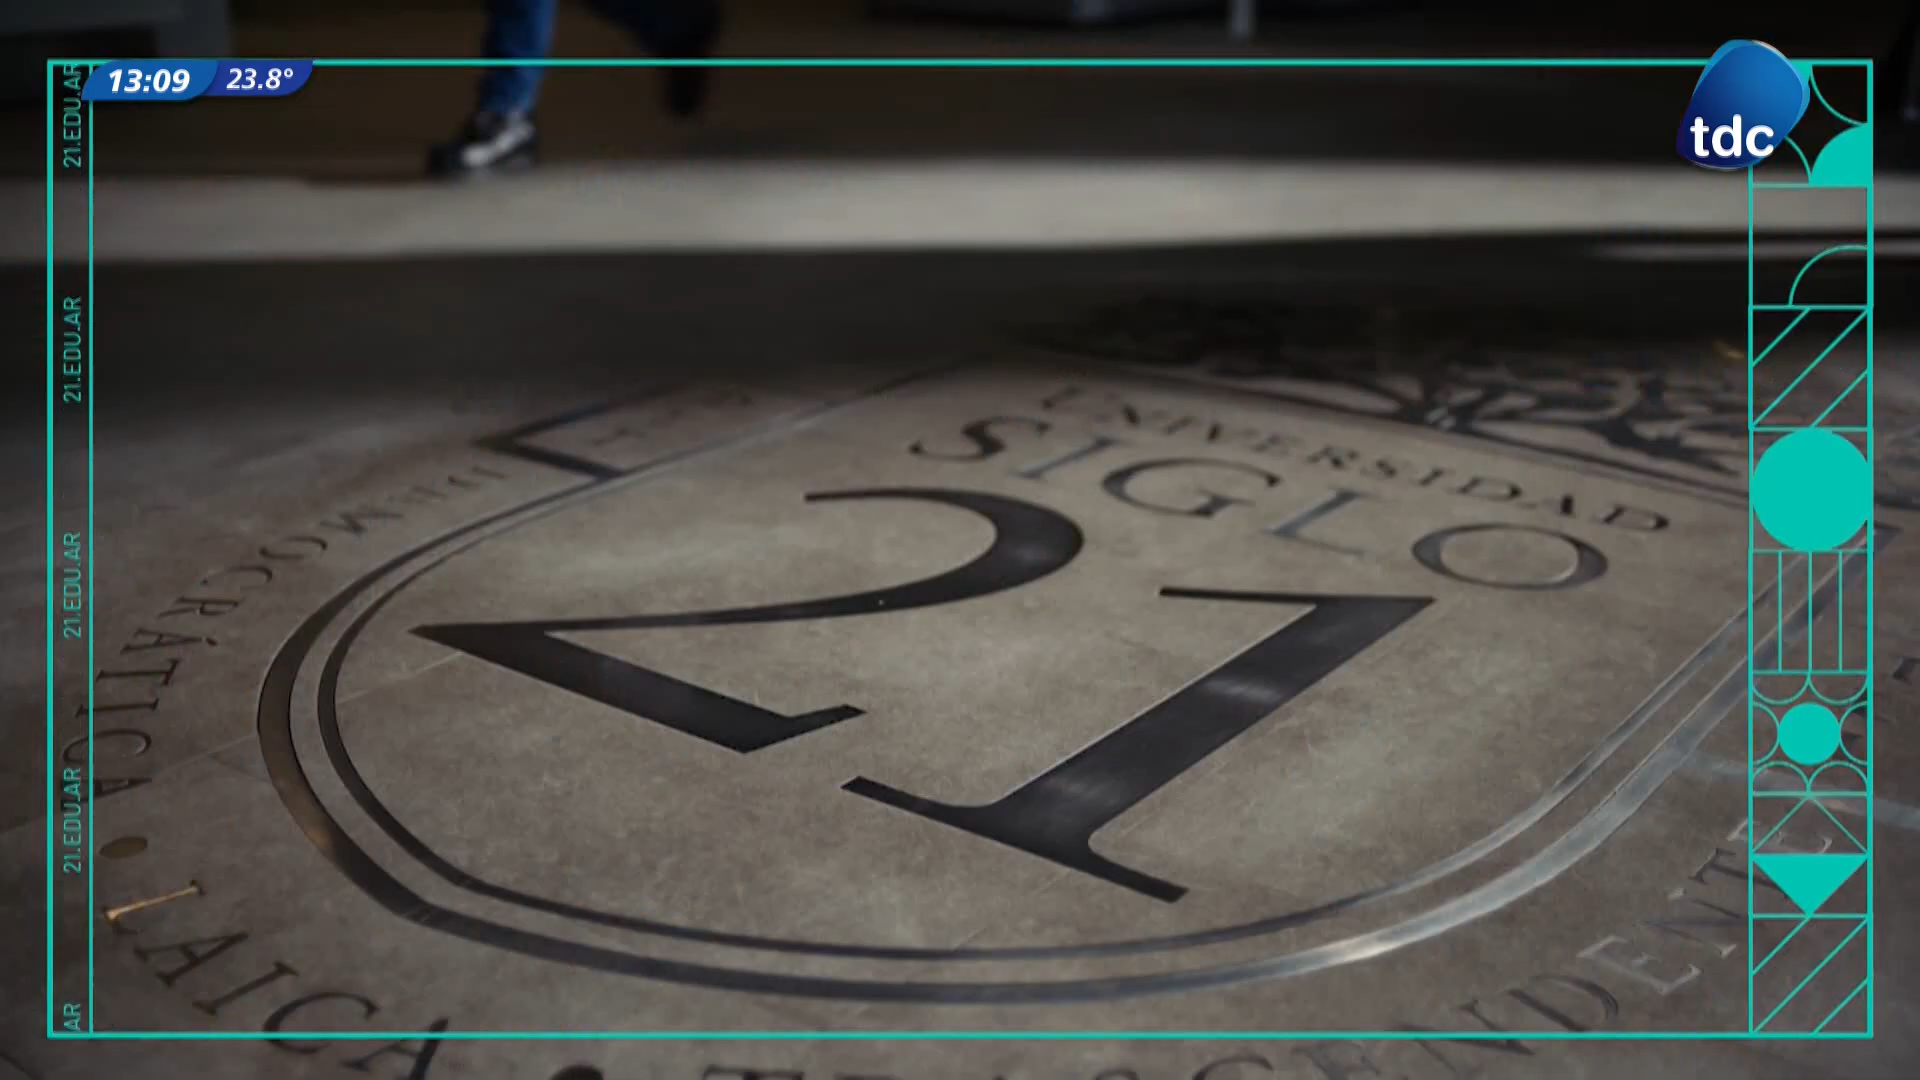 13:09 23.8°
tdc
21.EDU.AR
21.EDU.AR
21.EDU.AR
21.EDU.AR
AR
UNIVERSIDAD
SIGLO
21
DEMOCRÁTICA • LAICA • TRASCENDENTE